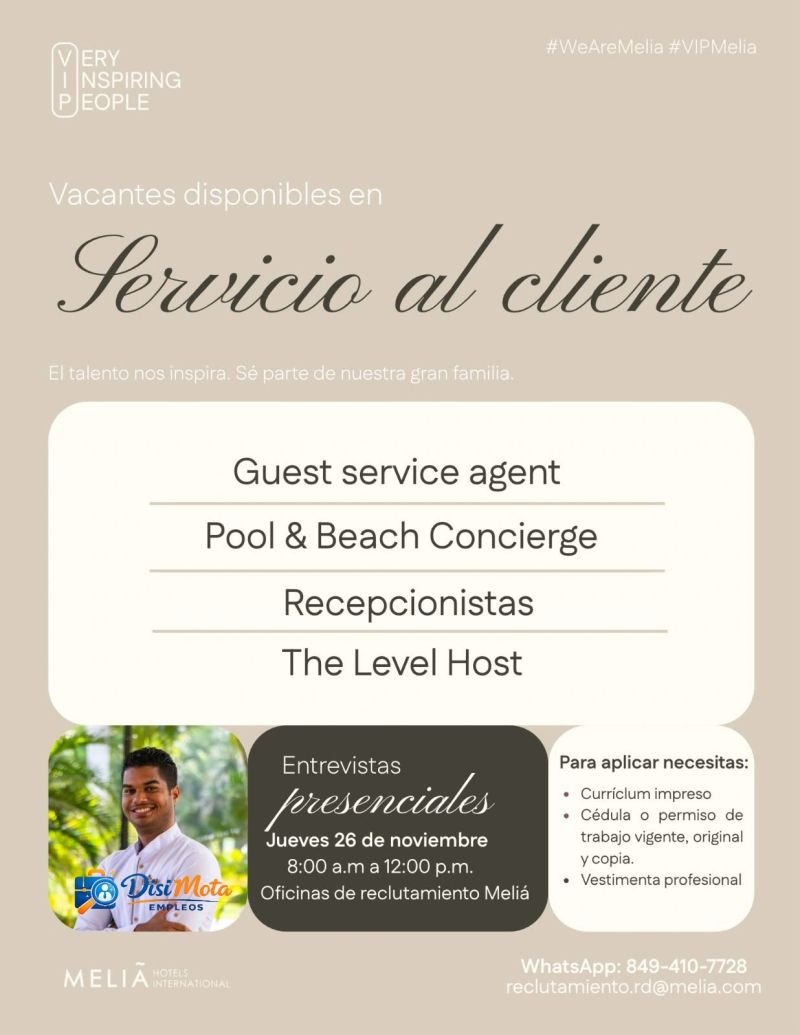 VERY
INSPIRING
PEOPLE
#WeAreMelia #VIPMelia
Vacantes disponibles en
Servicio al cliente
El talento nos inspira. Sé parte de nuestra gran familia.
Guest service agent
Pool & Beach Concierge
Recepcionistas
The Level Host
DisiMota
EMPLEOS
Entrevistas
presenciales
Jueves 26 de noviembre
8:00 a.m a 12:00 p.m.
Oficinas de reclutamiento Meliá
Para aplicar necesitas:
• Currículum impreso
• Cédula o permiso de
trabajo vigente, original
y copia.
• Vestimenta profesional
MELIÃ HOTELS
INTERNATIONAL
WhatsApp: 849-410-7728
reclutamiento.rd@melia.com